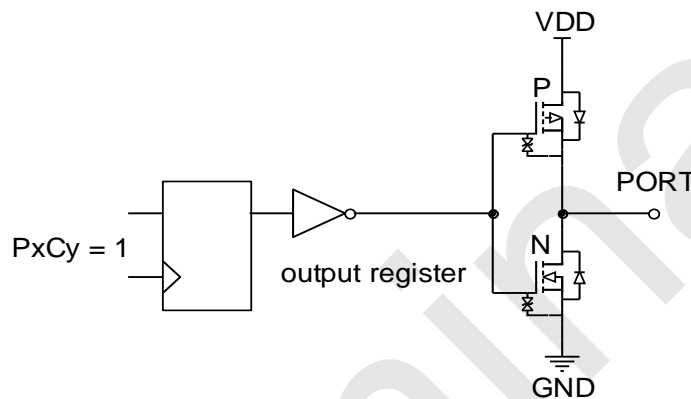 VDD
P
PORT
PxCy = 1
N
output register
GND